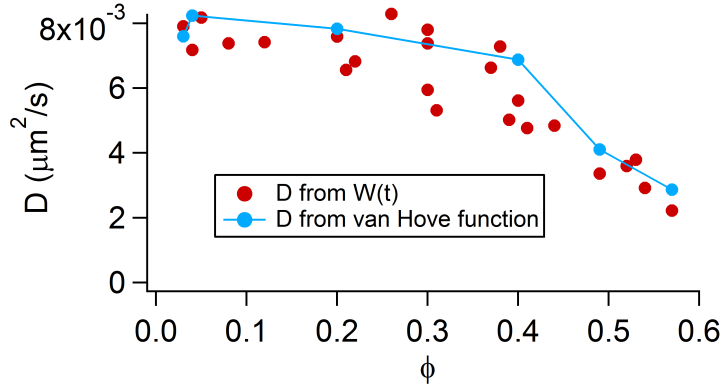 8x10⁻³
6
4
2
0
D (μm²/s)
D from W(t)
D from van Hove function
0.0 0.1 0.2 0.3 0.4 0.5 0.6
ϕ